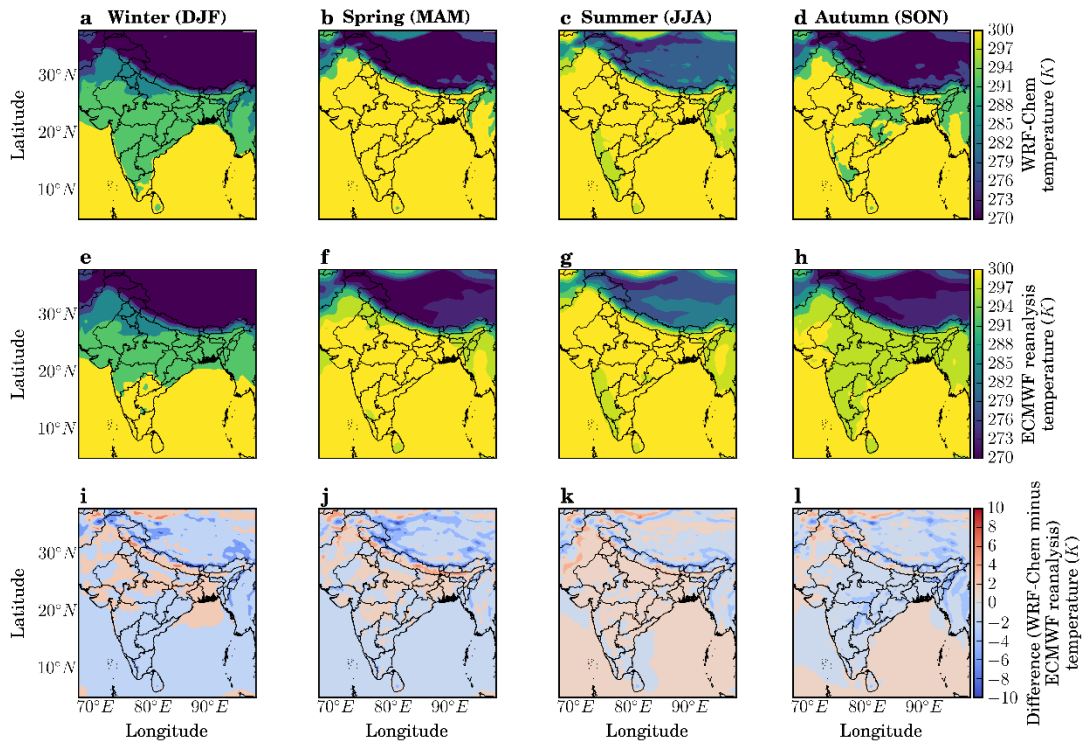 a Winter (DJF) b Spring (MAM) c Summer (JJA) d Autumn (SON)
Latitude
30°N
20°N
10°N
300
297
294
291
288
285
282
279
276
273
270
WRF-Chem
temperature (K)
e f g h
Latitude
30°N
20°N
10°N
300
297
294
291
288
285
282
279
276
273
270
ECMWF reanalysis
temperature (K)
i j k l
Latitude
30°N
20°N
10°N
10
8
6
4
2
0
−2
−4
−6
−8
−10
Difference (WRF-Chem minus
ECMWF reanalysis)
temperature (K)
70°E 80°E 90°E 70°E 80°E 90°E 70°E 80°E 90°E 70°E 80°E 90°E
Longitude Longitude Longitude Longitude